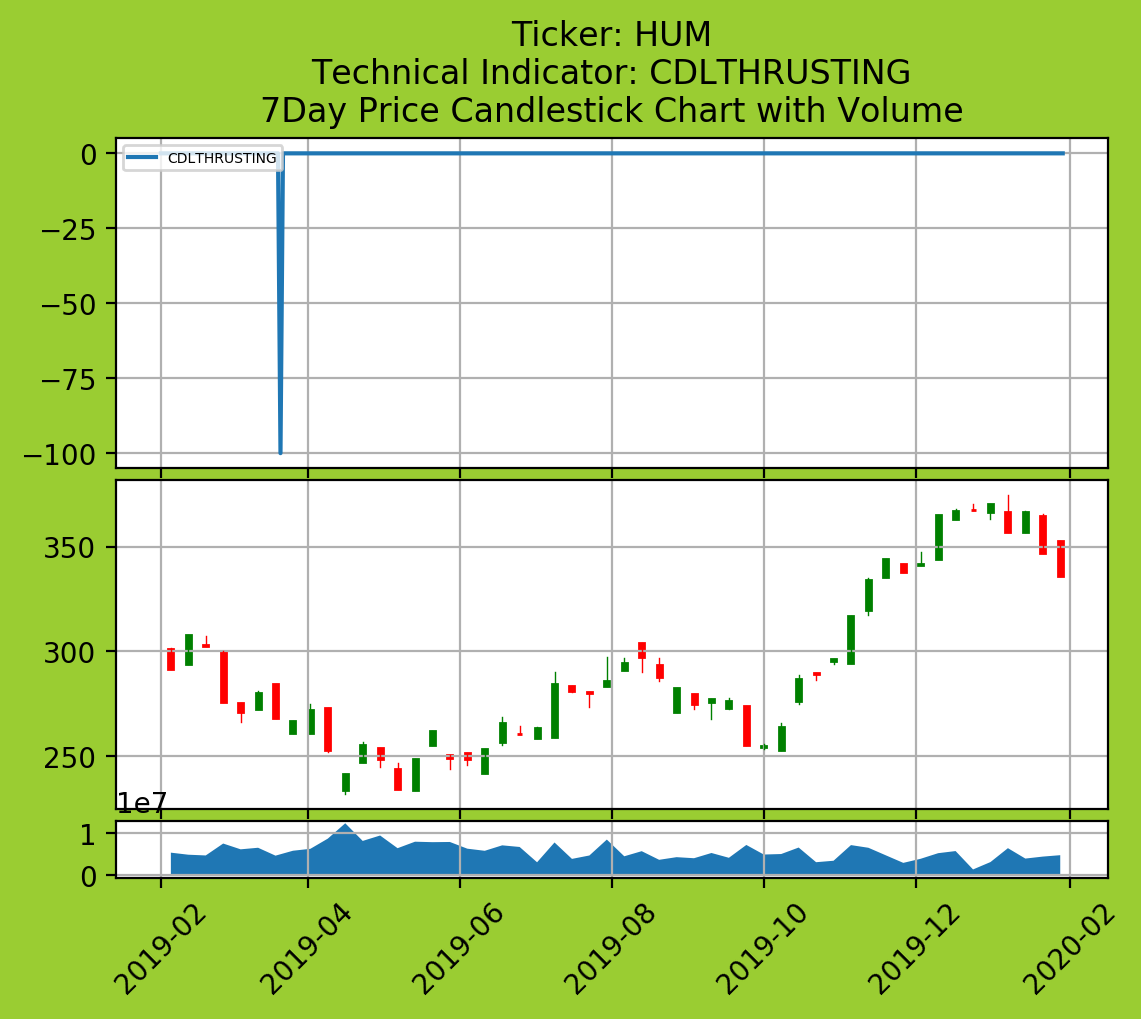 Ticker: HUM
Technical Indicator: CDLTHRUSTING
7Day Price Candlestick Chart with Volume
CDLTHRUSTING
0
−25
−50
−75
−100
350
300
250
1e7
1
0
2019-02 2019-04 2019-06 2019-08 2019-10 2019-12 2020-02